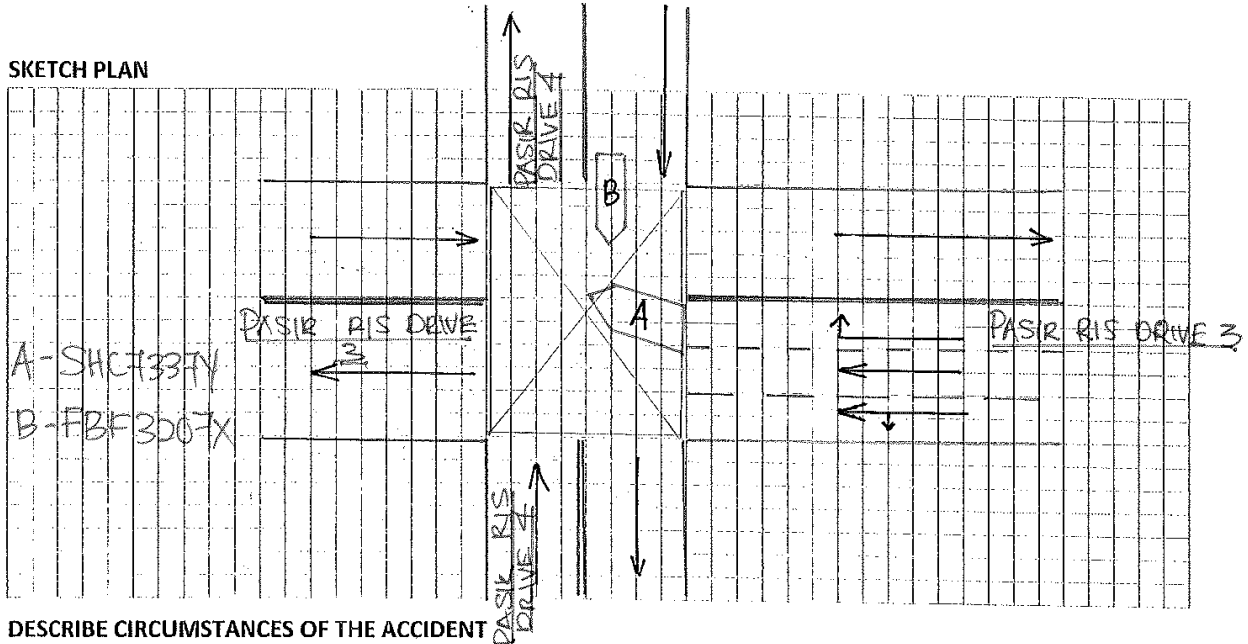 SKETCH PLAN
PASIR RIS
DRIVE 4
B
A
PASIR RIS DRIVE
3
PASIR RIS DRIVE 3
A-SHC7337Y
B-FBF3007X
PASIR RIS
DRIVE 4
DESCRIBE CIRCUMSTANCES OF THE ACCIDENT